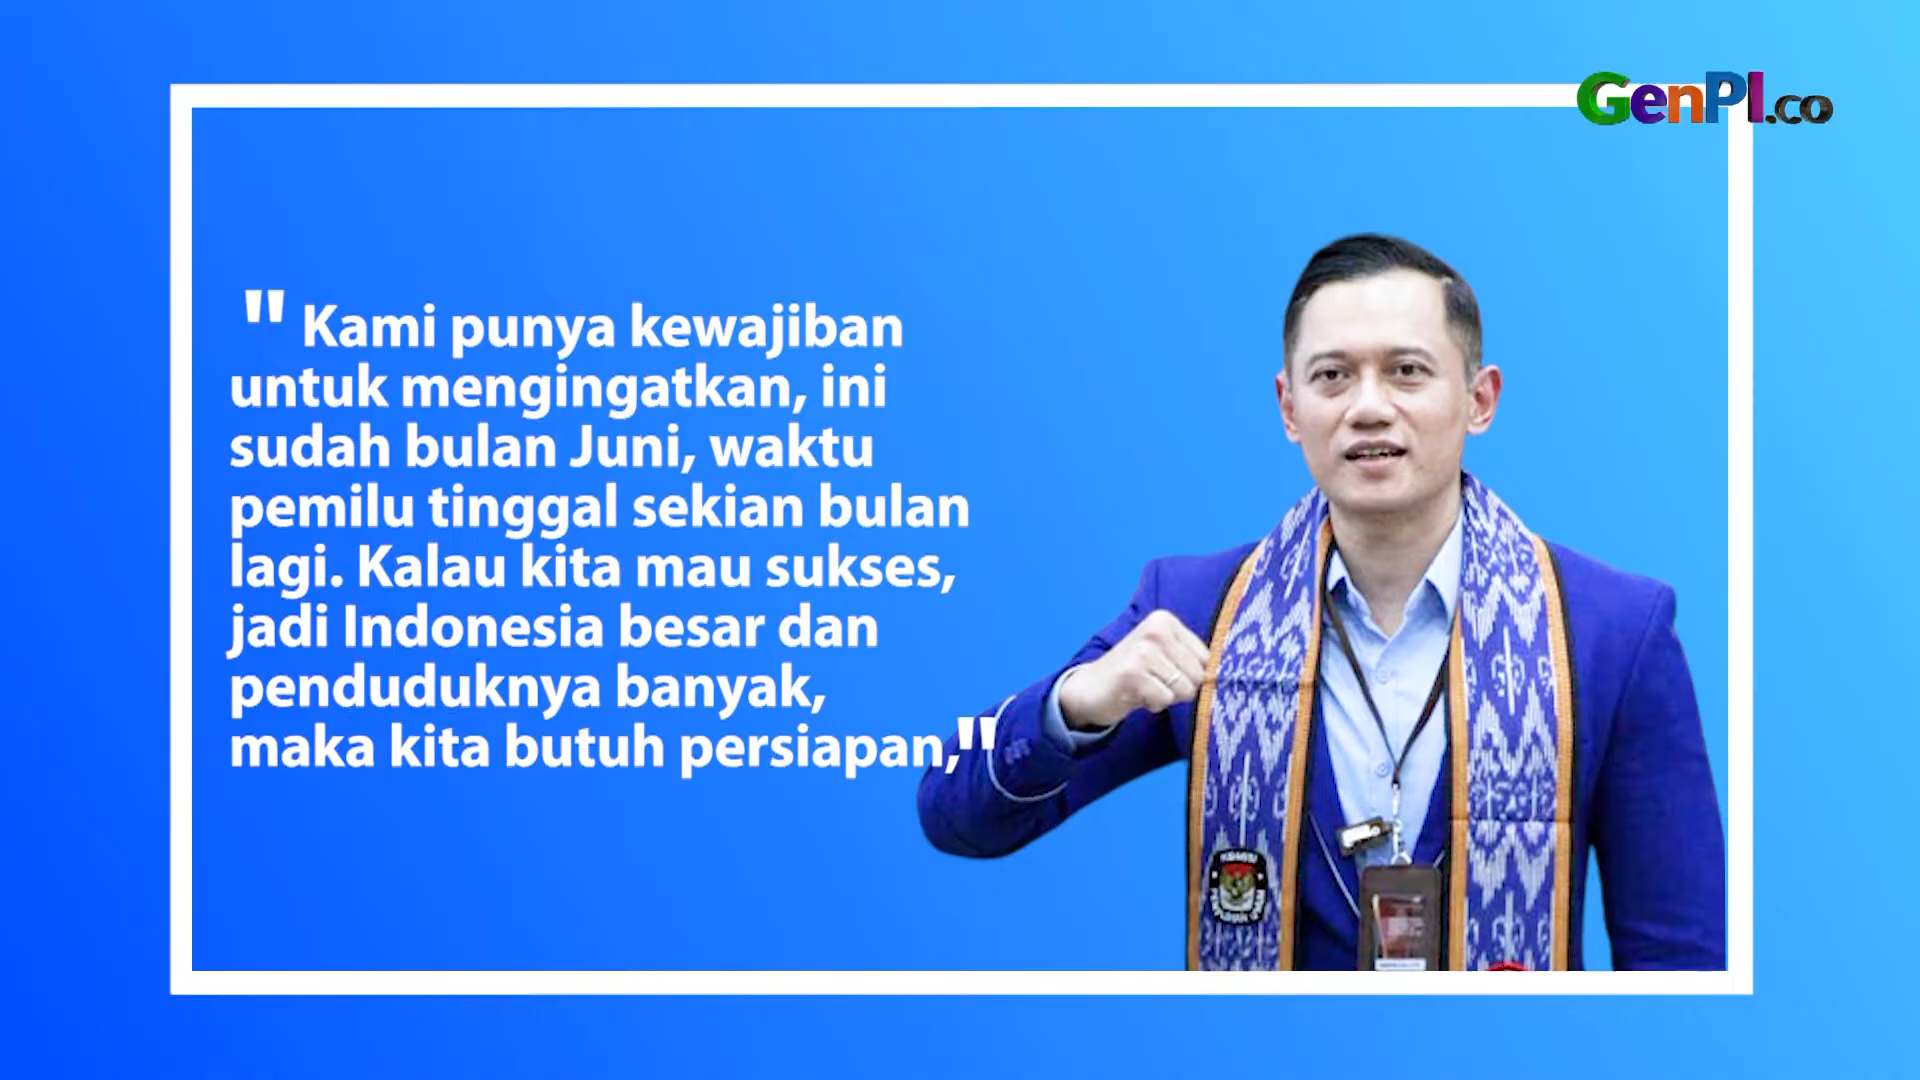 GenPI.co
" Kami punya kewajiban
untuk mengingatkan, ini
sudah bulan Juni, waktu
pemilu tinggal sekian bulan
lagi. Kalau kita mau sukses,
jadi Indonesia besar dan
penduduknya banyak,
maka kita butuh persiapan,"